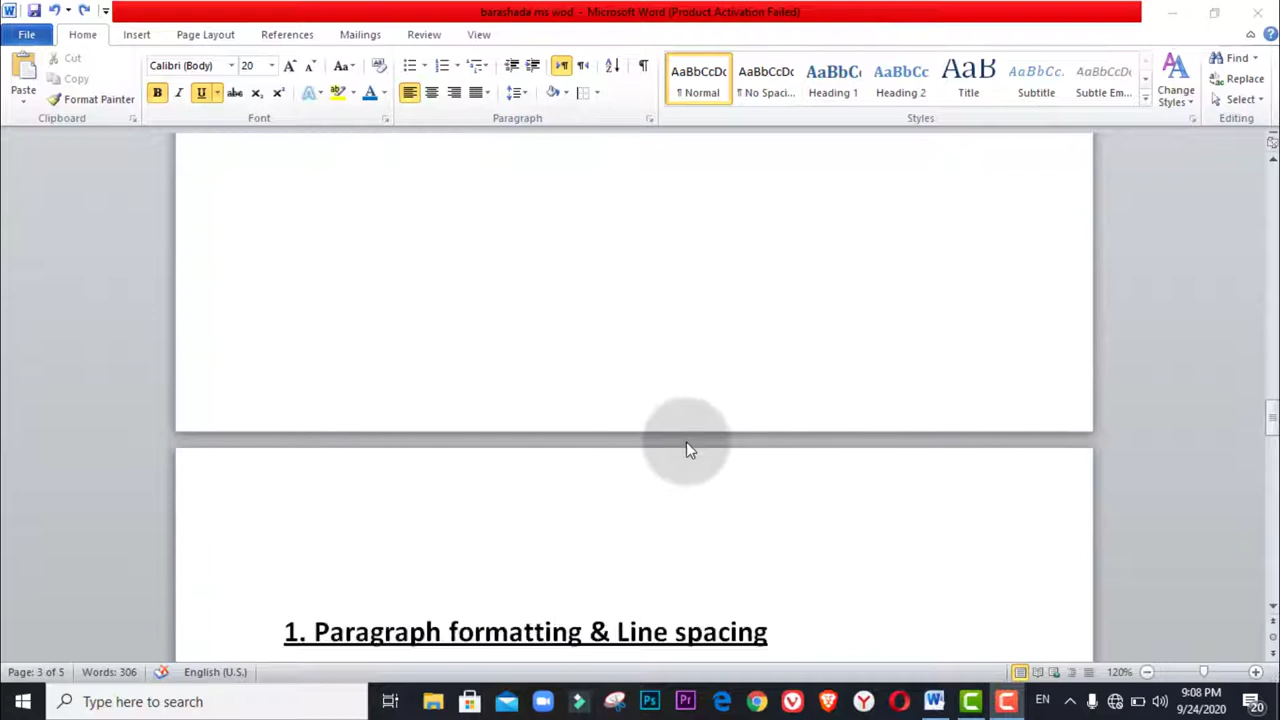 barashada ms wod - Microsoft Word (Product Activation Failed)
File Home Insert Page Layout References Mailings Review View
Cut
Copy
Format Painter
Paste
Clipboard
Calibri (Body) 20
Font
Paragraph
AaBbCcDc AaBbCcDc AaBbC AaBbCc AaB AaBbCc. AaBbCcDc
¶ Normal ¶ No Spaci... Heading 1 Heading 2 Title Subtitle Subtle Em...
Change Styles
Styles
Find
Replace
Select
Editing
1. Paragraph formatting & Line spacing
Page: 3 of 5 Words: 306 English (U.S.) 120%
Type here to search
EN
9:08 PM
9/24/2020
20